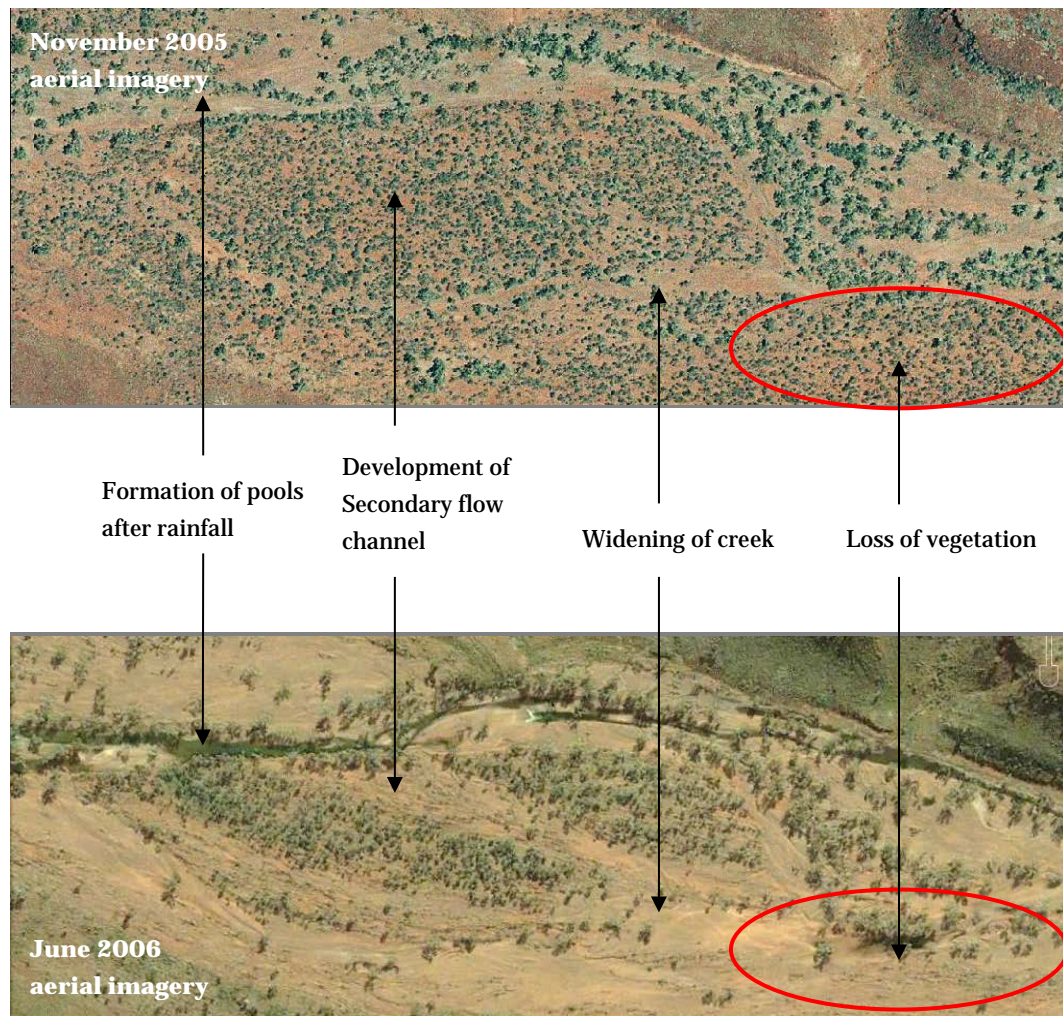 November 2005
aerial imagery
Formation of pools
after rainfall
Development of
Secondary flow
channel
Widening of creek
Loss of vegetation
June 2006
aerial imagery